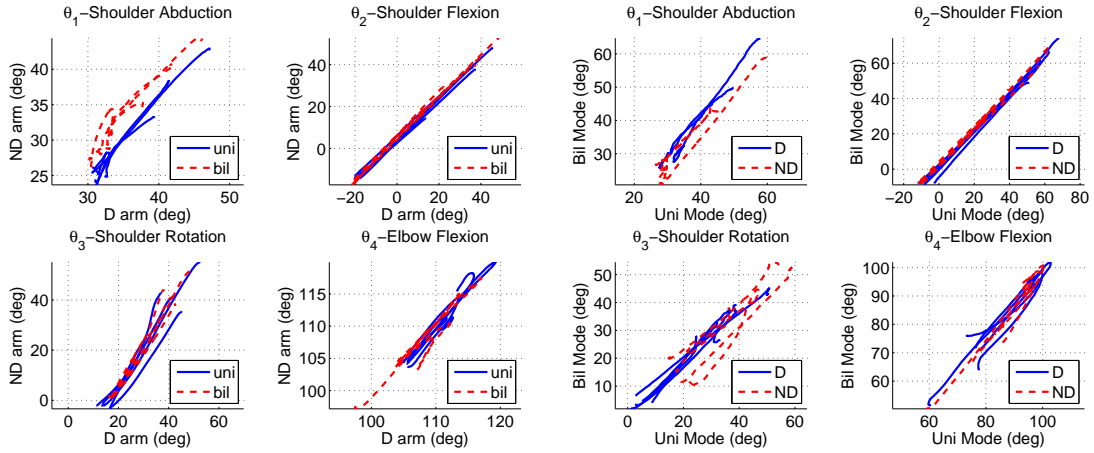 θ1−Shoulder Abduction
ND arm (deg)
40
35
30
25
30
40
50
D arm (deg)
uni
bil
θ2−Shoulder Flexion
ND arm (deg)
40
20
0
−20
0
20
40
D arm (deg)
uni
bil
θ1−Shoulder Abduction
Bil Mode (deg)
60
50
40
30
20
40
60
Uni Mode (deg)
D
ND
θ2−Shoulder Flexion
Bil Mode (deg)
60
40
20
0
−20
0
20
40
60
80
Uni Mode (deg)
D
ND
θ3−Shoulder Rotation
ND arm (deg)
40
20
0
0
20
40
60
D arm (deg)
uni
bil
θ4−Elbow Flexion
ND arm (deg)
115
110
105
100
100
110
120
D arm (deg)
uni
bil
θ3−Shoulder Rotation
Bil Mode (deg)
50
40
30
20
10
0
20
40
60
Uni Mode (deg)
D
ND
θ4−Elbow Flexion
Bil Mode (deg)
100
90
80
70
60
60
80
100
Uni Mode (deg)
D
ND